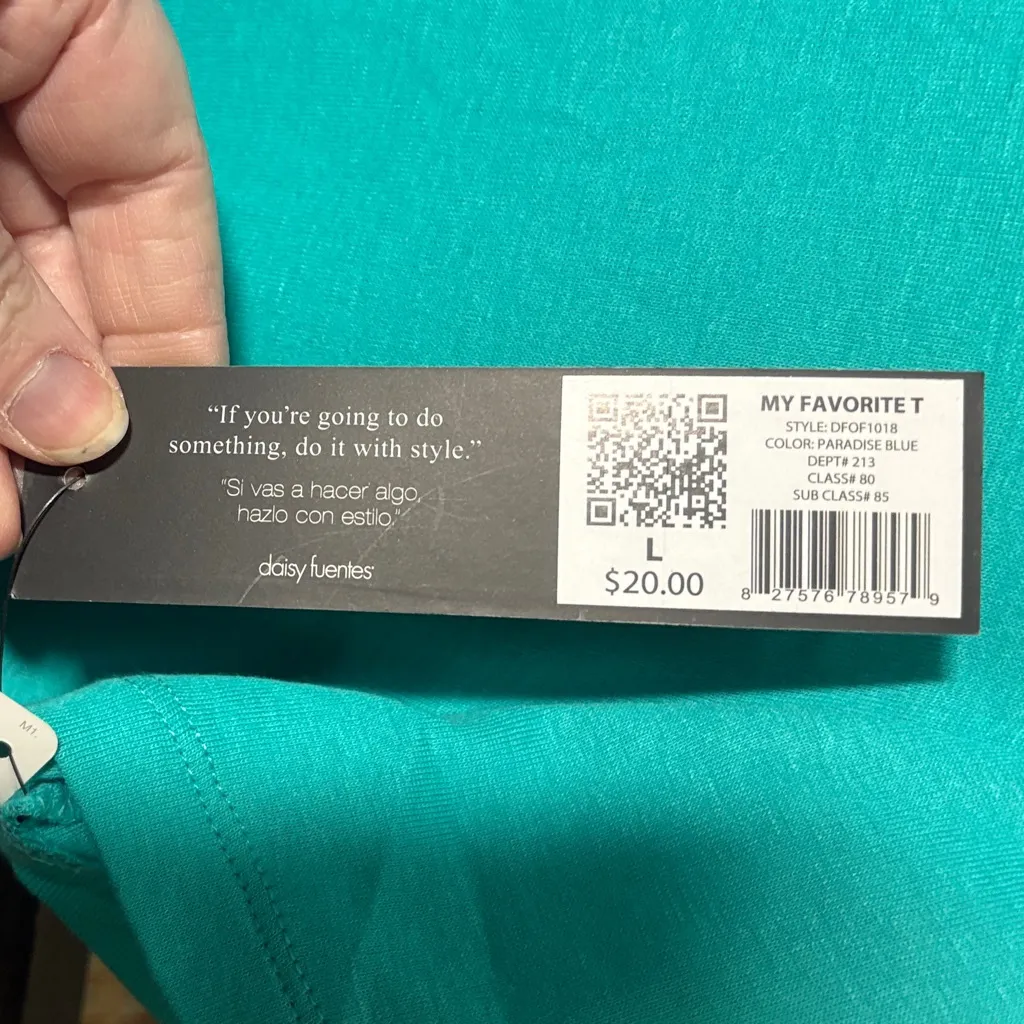 “If you’re going to do
something, do it with style.”
"Si vas a hacer algo,
hazlo con estilo."
daisy fuentes
MY FAVORITE T
STYLE: DFOF1018
COLOR: PARADISE BLUE
DEPT# 213
CLASS# 80
SUB CLASS# 85
L
$20.00
8 27576 78957 9
M1.